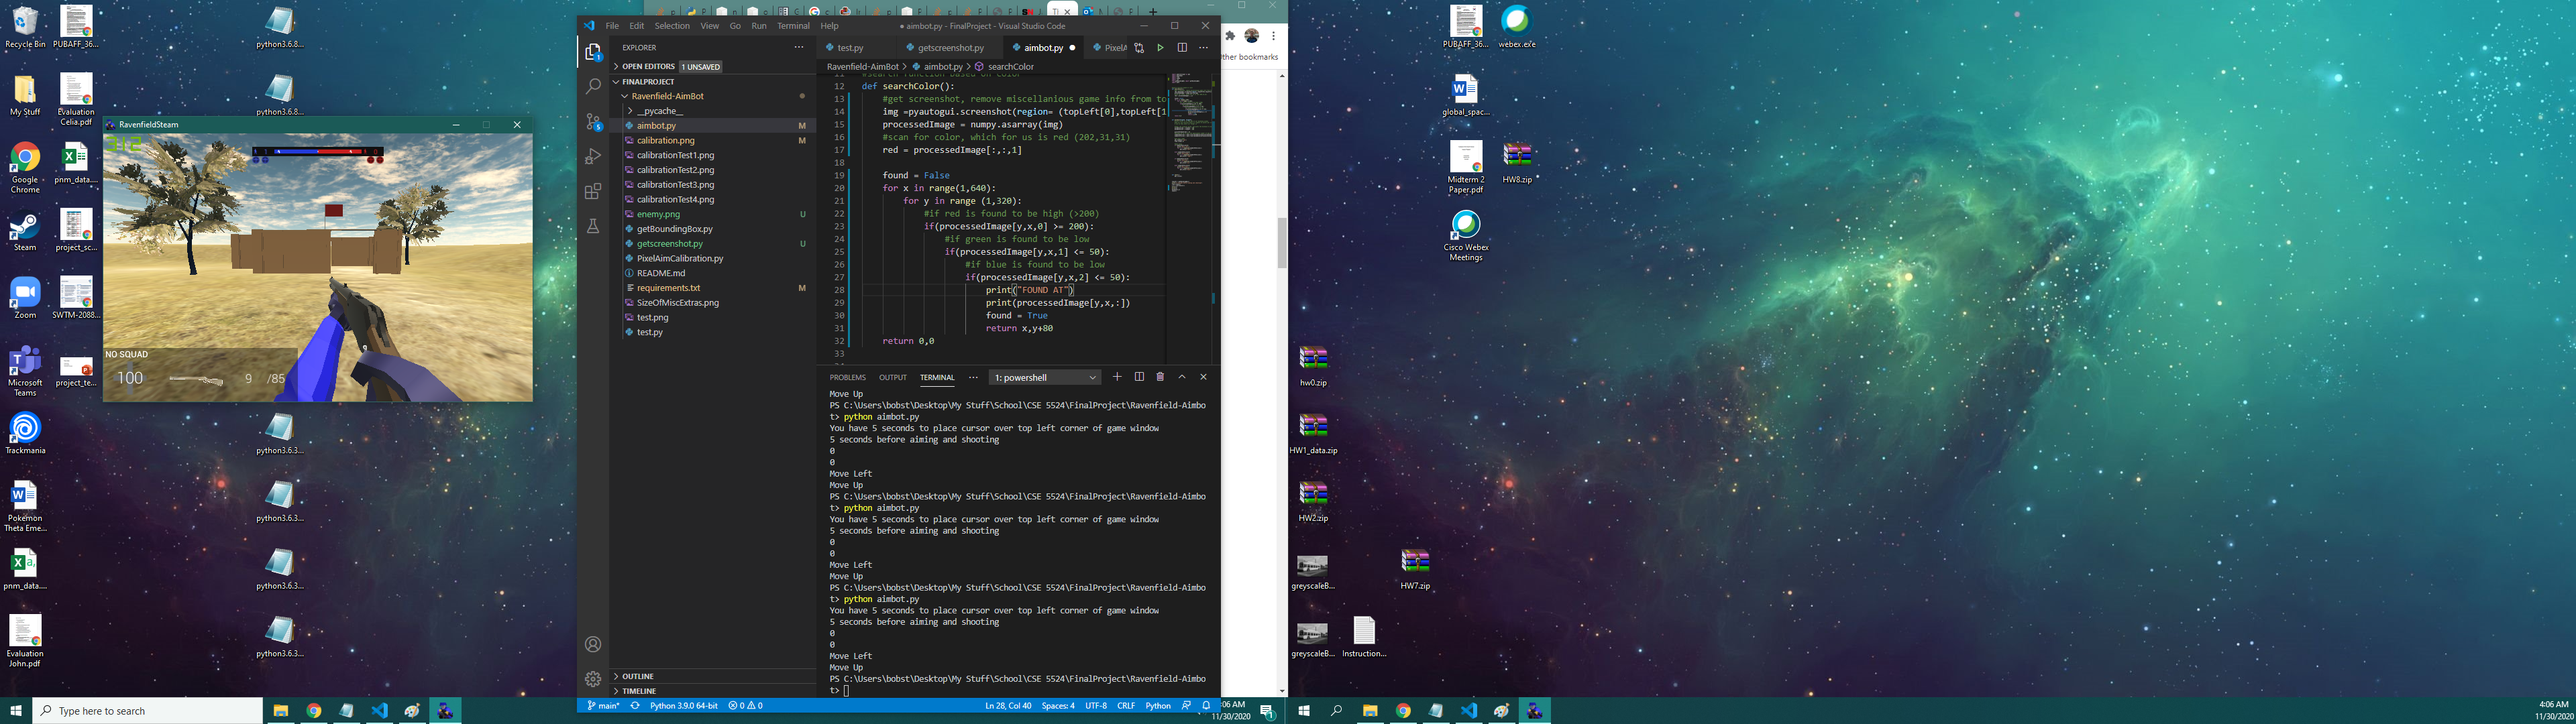 Recycle Bin
PUBAFF_36...
python3.6.8...
My Stuff
Evaluation
Celia.pdf
python3.6.8...
Google
Chrome
pnm_data....
Steam
project_sc...
Zoom
SWTM-2088...
Microsoft
Teams
project_te...
Trackmania
python3.6.3...
Pokemon
Theta Eme...
python3.6.3...
pnm_data....
python3.6.3...
Evaluation
John.pdf
python3.6.3...
RavenfieldSteam
312
NO SQUAD
100
9 /85
File Edit Selection View Go Run Terminal Help
● aimbot.py - FinalProject - Visual Studio Code
EXPLORER
OPEN EDITORS 1 UNSAVED
FINALPROJECT
Ravenfield-AimBot
__pycache__
aimbot.py M
calibration.png M
calibrationTest1.png
calibrationTest2.png
calibrationTest3.png
calibrationTest4.png
enemy.png U
getBoundingBox.py
getscreenshot.py U
PixelAimCalibration.py
README.md
requirements.txt M
SizeOfMiscExtras.png
test.png
test.py
OUTLINE
TIMELINE
test.py getscreenshot.py aimbot.py PixelA
Ravenfield-AimBot > aimbot.py > searchColor
11 #search function based on color
12 def searchColor():
13 #get screenshot, remove miscellanious game info from to
14 img =pyautogui.screenshot(region= (topLeft[0],topLeft[1
15 processedImage = numpy.asarray(img)
16 #scan for color, which for us is red (202,31,31)
17 red = processedImage[:,:,1]
18
19 found = False
20 for x in range(1,640):
21 for y in range (1,320):
22 #if red is found to be high (>200)
23 if(processedImage[y,x,0] >= 200):
24 #if green is found to be low
25 if(processedImage[y,x,1] <= 50):
26 #if blue is found to be low
27 if(processedImage[y,x,2] <= 50):
28 print("FOUND AT")
29 print(processedImage[y,x,:])
30 found = True
31 return x,y+80
32 return 0,0
33
PROBLEMS OUTPUT TERMINAL ... 1: powershell
Move Up
PS C:\Users\bobst\Desktop\My Stuff\School\CSE 5524\FinalProject\Ravenfield-Aimbo
t> python aimbot.py
You have 5 seconds to place cursor over top left corner of game window
5 seconds before aiming and shooting
0
0
Move Left
Move Up
PS C:\Users\bobst\Desktop\My Stuff\School\CSE 5524\FinalProject\Ravenfield-Aimbo
t> python aimbot.py
You have 5 seconds to place cursor over top left corner of game window
5 seconds before aiming and shooting
0
0
Move Left
Move Up
PS C:\Users\bobst\Desktop\My Stuff\School\CSE 5524\FinalProject\Ravenfield-Aimbo
t> python aimbot.py
You have 5 seconds to place cursor over top left corner of game window
5 seconds before aiming and shooting
0
0
Move Left
Move Up
PS C:\Users\bobst\Desktop\My Stuff\School\CSE 5524\FinalProject\Ravenfield-Aimbo
t>
main* Python 3.9.0 64-bit 0 0 Ln 28, Col 40 Spaces: 4 UTF-8 CRLF Python
ther bookmarks
Type here to search
:06 AM
11/30/2020
PUBAFF_36...
webex.exe
global_spac...
Midterm 2
Paper.pdf
HW8.zip
Cisco Webex
Meetings
hw0.zip
HW1_data.zip
HW2.zip
greyscaleB...
HW7.zip
greyscaleB...
Instruction...
4:06 AM
11/30/2020